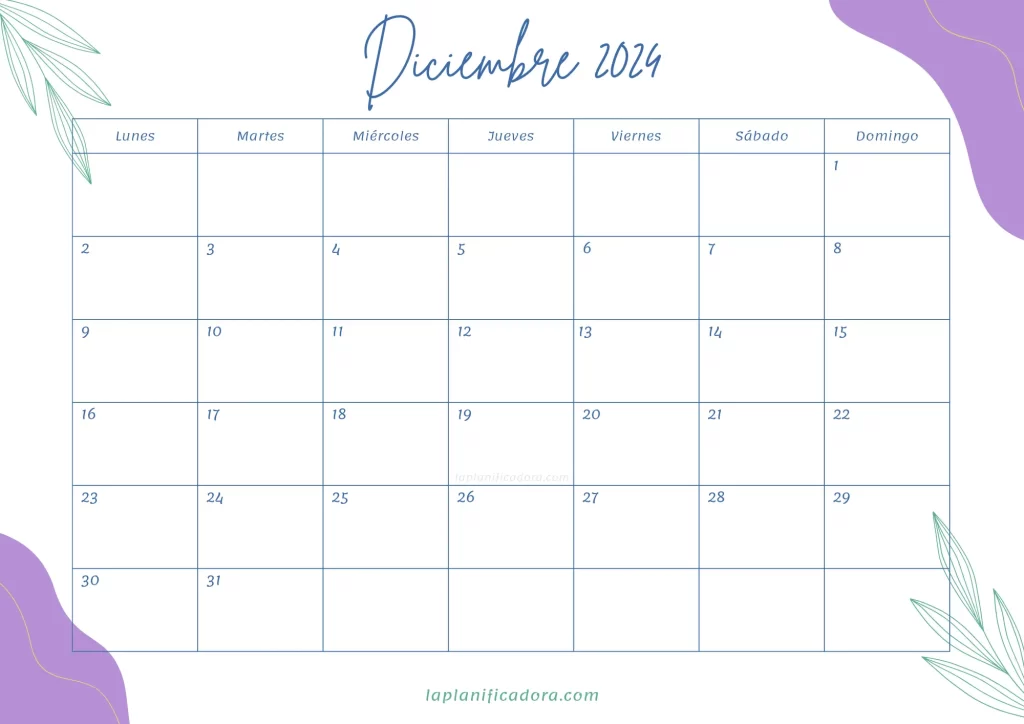 Diciembre 2024
Lunes Martes Miércoles Jueves Viernes Sábado Domingo
1
2 3 4 5 6 7 8
9 10 11 12 13 14 15
16 17 18 19 20 21 22
laplanificadora.com
23 24 25 26 27 28 29
30 31
laplanificadora.com